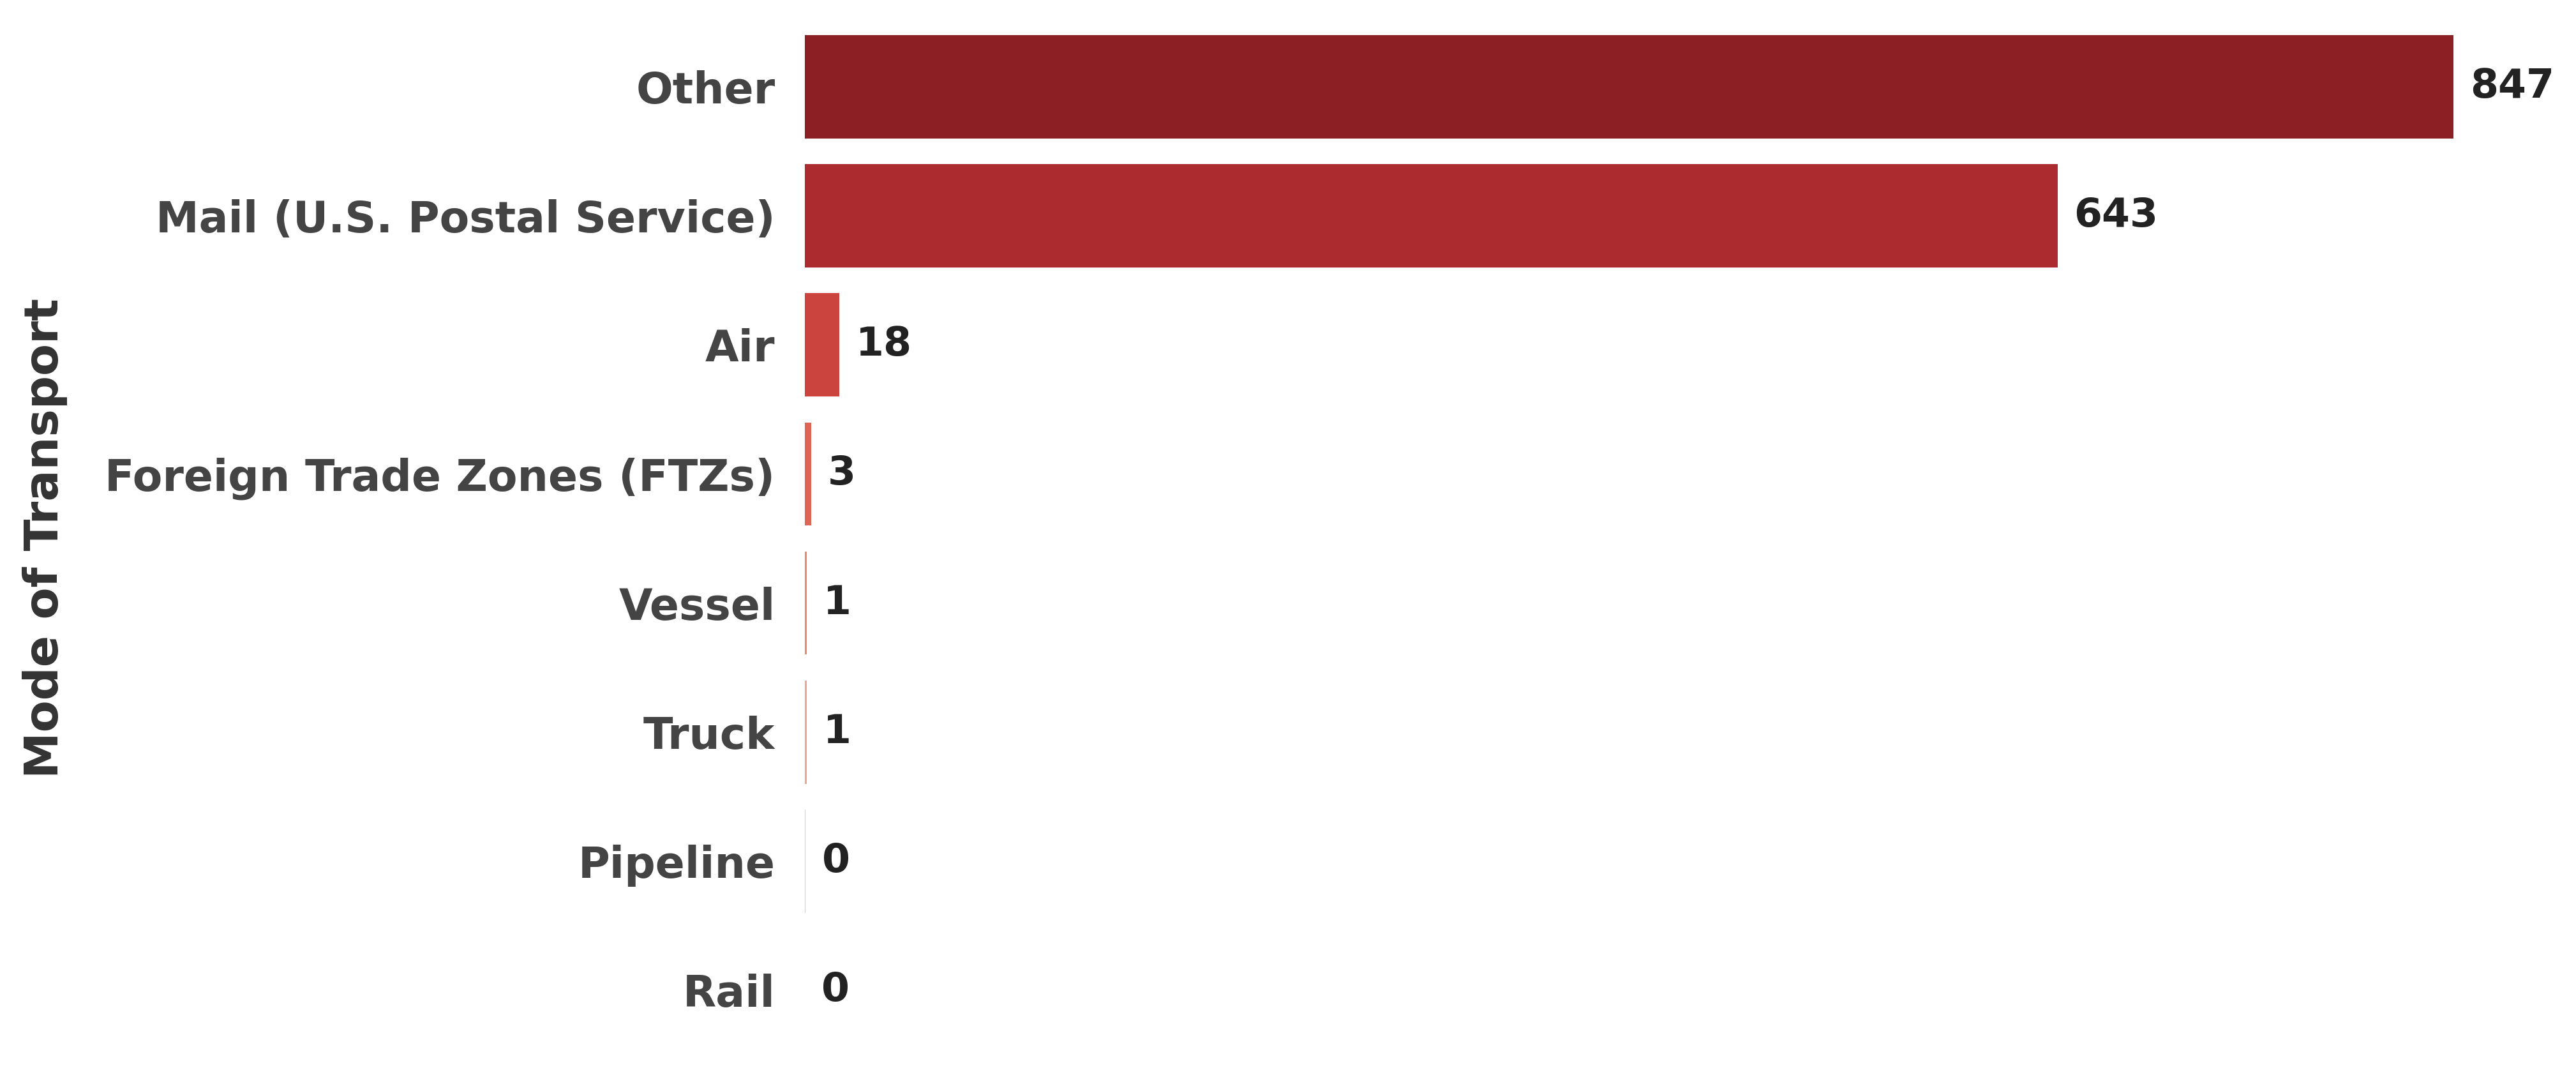 Mode of Transport
Other 847
Mail (U.S. Postal Service) 643
Air 18
Foreign Trade Zones (FTZs) 3
Vessel 1
Truck 1
Pipeline 0
Rail 0